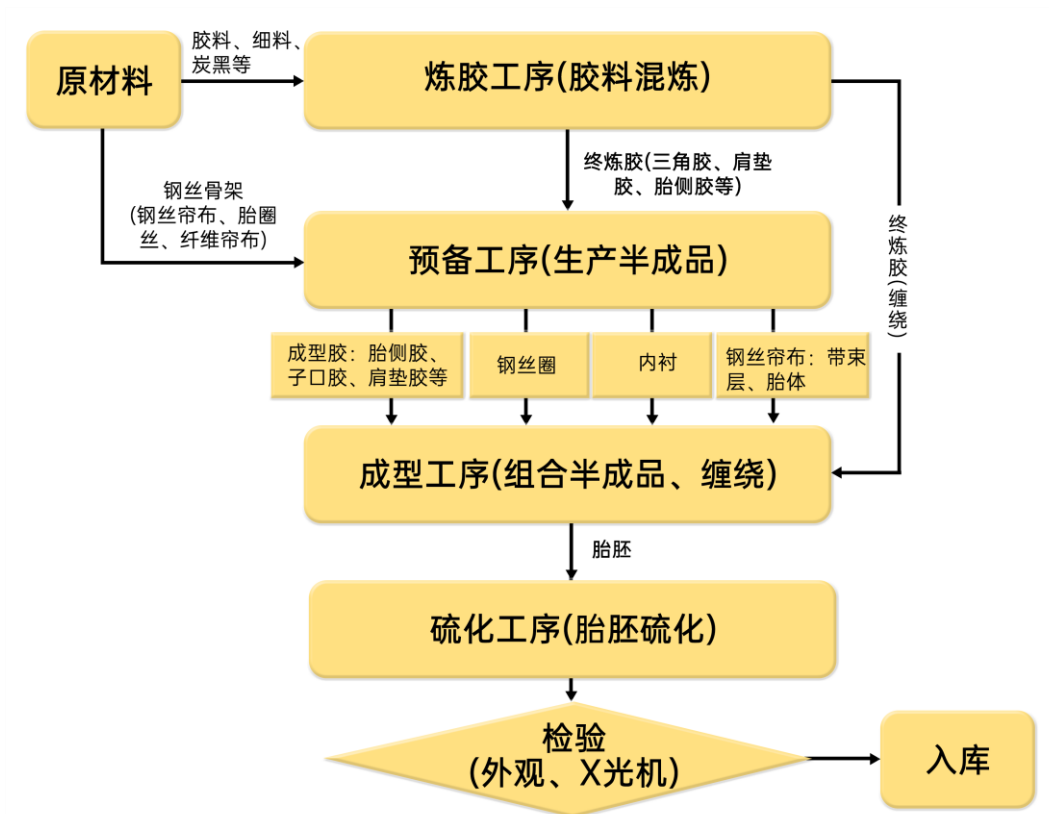 原材料
胶料、细料、
炭黑等
炼胶工序(胶料混炼)
终炼胶(三角胶、肩垫
胶、胎侧胶等)
钢丝骨架
(钢丝帘布、胎圈
丝、纤维帘布)
终炼胶(缠绕)
预备工序(生产半成品)
成型胶：胎侧胶、
子口胶、肩垫胶等
钢丝圈
内衬
钢丝帘布：带束
层、胎体
成型工序(组合半成品、缠绕)
胎胚
硫化工序(胎胚硫化)
检验
(外观、X光机)
入库